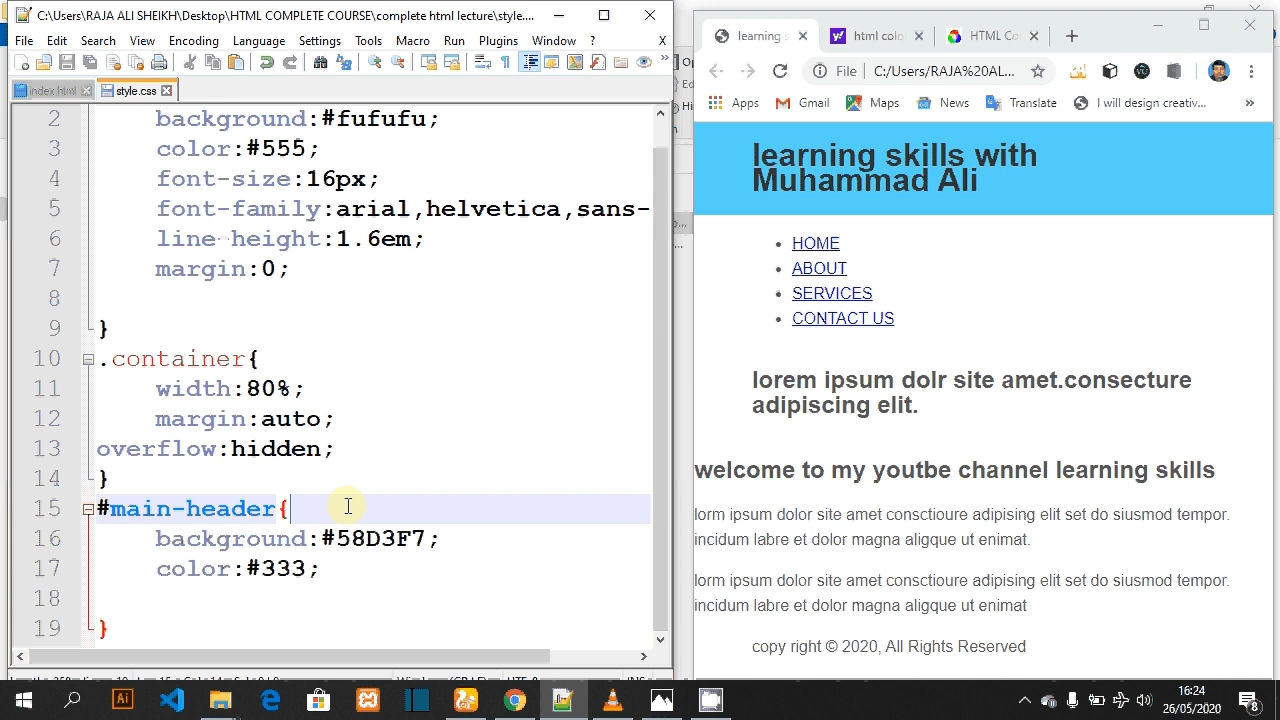 C:\Users\RAJA ALI SHEIKH\Desktop\HTML COMPLETE COURSE\complete html lecture\style....
File Edit Search View Encoding Language Settings Tools Macro Run Plugins Window ? X
index.html style.css
2 background:#fufufu;
3 color:#555;
4 font-size:16px;
5 font-family:arial,helvetica,sans-
6 line-height:1.6em;
7 margin:0;
8
9 }
10 .container{
11 width:80%;
12 margin:auto;
13 overflow:hidden;
14 }
15 #main-header{
16 background:#58D3F7;
17 color:#333;
18
19 }
learning s html colo HTML Co
File C:/Users/RAJA%20AL...
Apps Gmail Maps News Translate I will design creativ... »
learning skills with
Muhammad Ali
HOME
ABOUT
SERVICES
CONTACT US
lorem ipsum dolr site amet.consecture
adipiscing elit.
welcome to my youtbe channel learning skills
lorm ipsum dolor site amet consctioure adipising elit set do siusmod tempor.
incidum labre et dolor magna aligque ut enimat.
lorm ipsum dolor site amet consctioure adipising elit set do siusmod tempor.
incidum labre et dolor magna aligque ut enimat
copy right © 2020, All Rights Reserved
Ai
16:24
26/05/2020
8